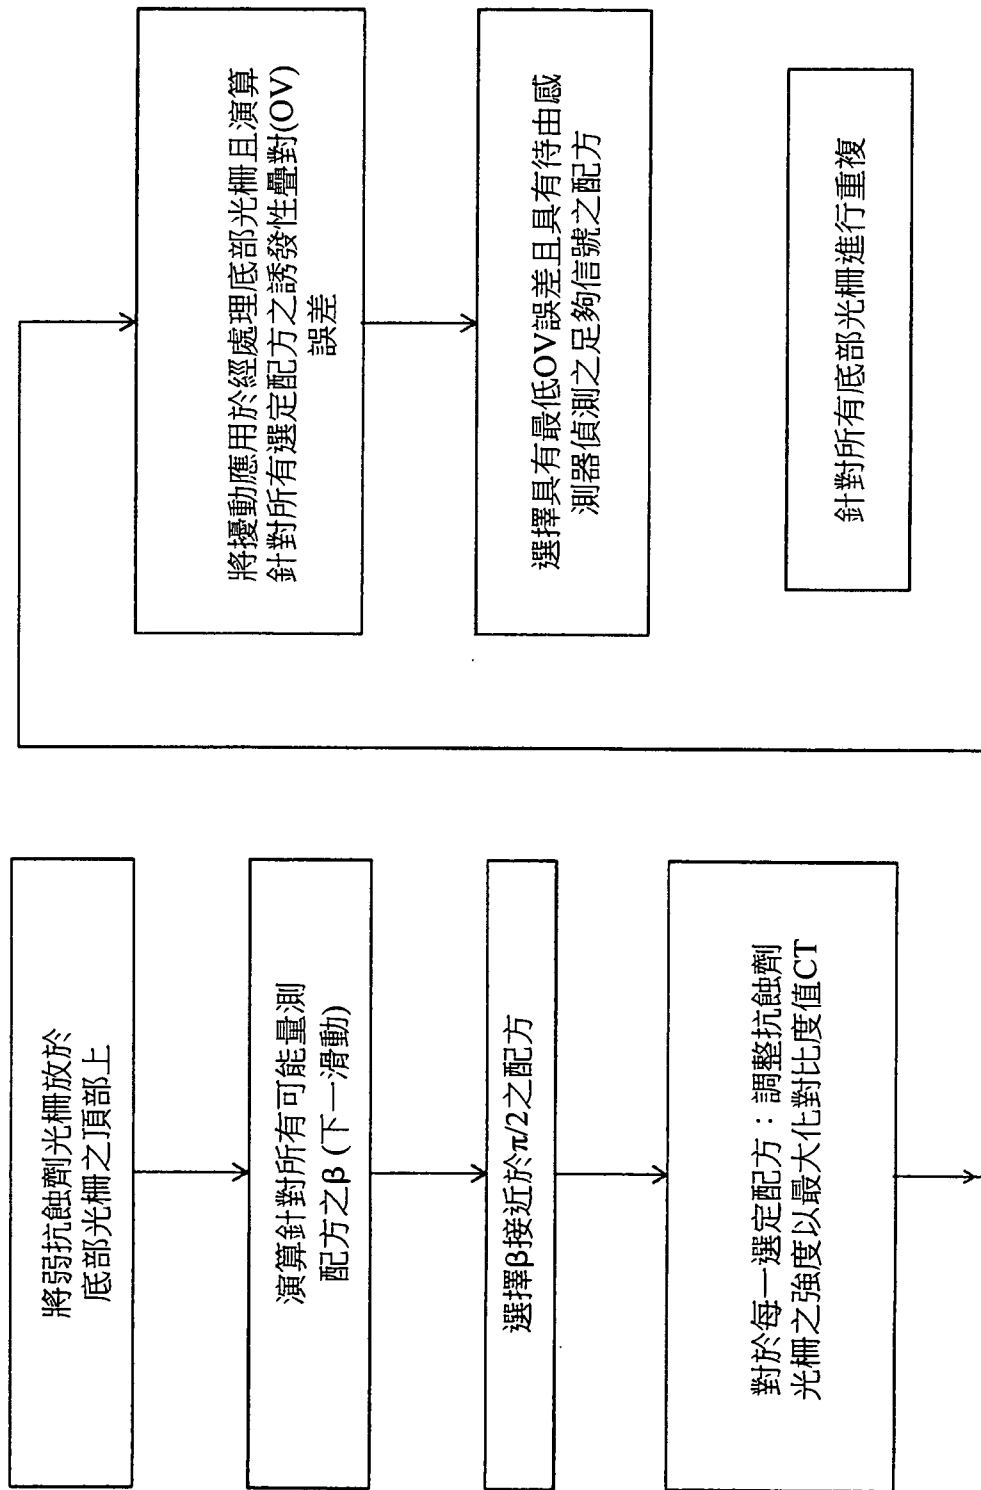 將弱抗蝕劑光柵放於
底部光柵之頂部上
演算針對所有可能量測
配方之β (下一滑動)
選擇β接近於π/2之配方
對於每一選定配方：調整抗蝕劑
光柵之強度以最大化對比度值CT
將擾動應用於經處理底部光柵且演算
針對所有選定配方之誘發性疊對(OV)
誤差
選擇具有最低OV誤差且具有待由感
測器偵測之足夠信號之配方
針對所有底部光柵進行重複